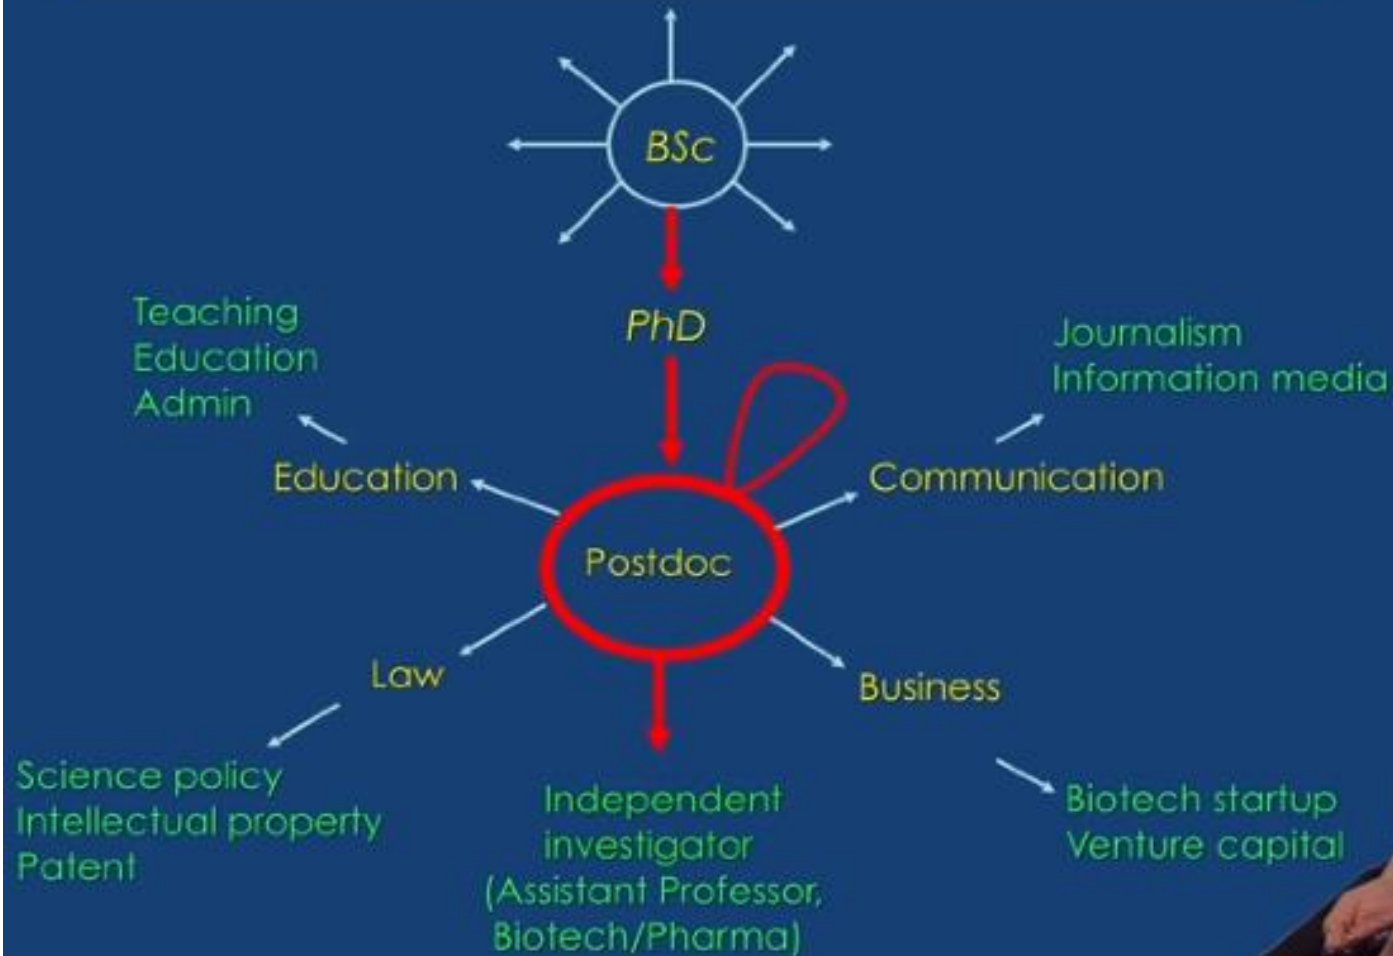 BSc
PhD
Teaching
Education
Admin
Journalism
Information media
Education
Communication
Postdoc
Law
Business
Science policy
Intellectual property
Patent
Independent
investigator
(Assistant Professor,
Biotech/Pharma)
Biotech startup
Venture capital